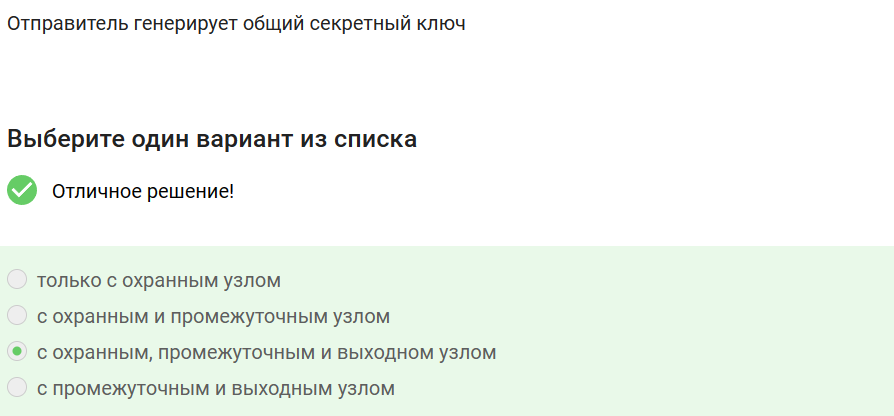 Отправитель генерирует общий секретный ключ
Выберите один вариант из списка
Отличное решение!
только с охранным узлом
с охранным и промежуточным узлом
с охранным, промежуточным и выходном узлом
с промежуточным и выходным узлом